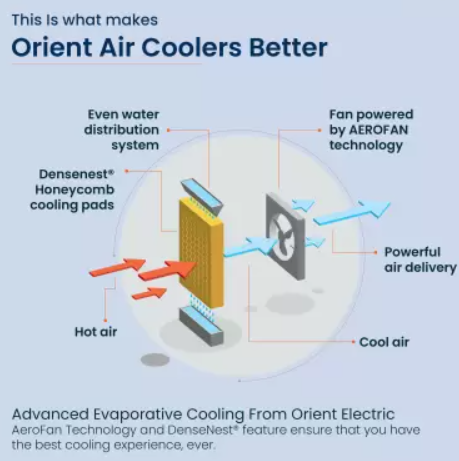 This Is what makes
Orient Air Coolers Better
Even water
distribution
system
Fan powered
by AEROFAN
technology
Densenest®
Honeycomb
cooling pads
Powerful
air delivery
Hot air
Cool air
Advanced Evaporative Cooling From Orient Electric
AeroFan Technology and DenseNest® feature ensure that you have
the best cooling experience, ever.